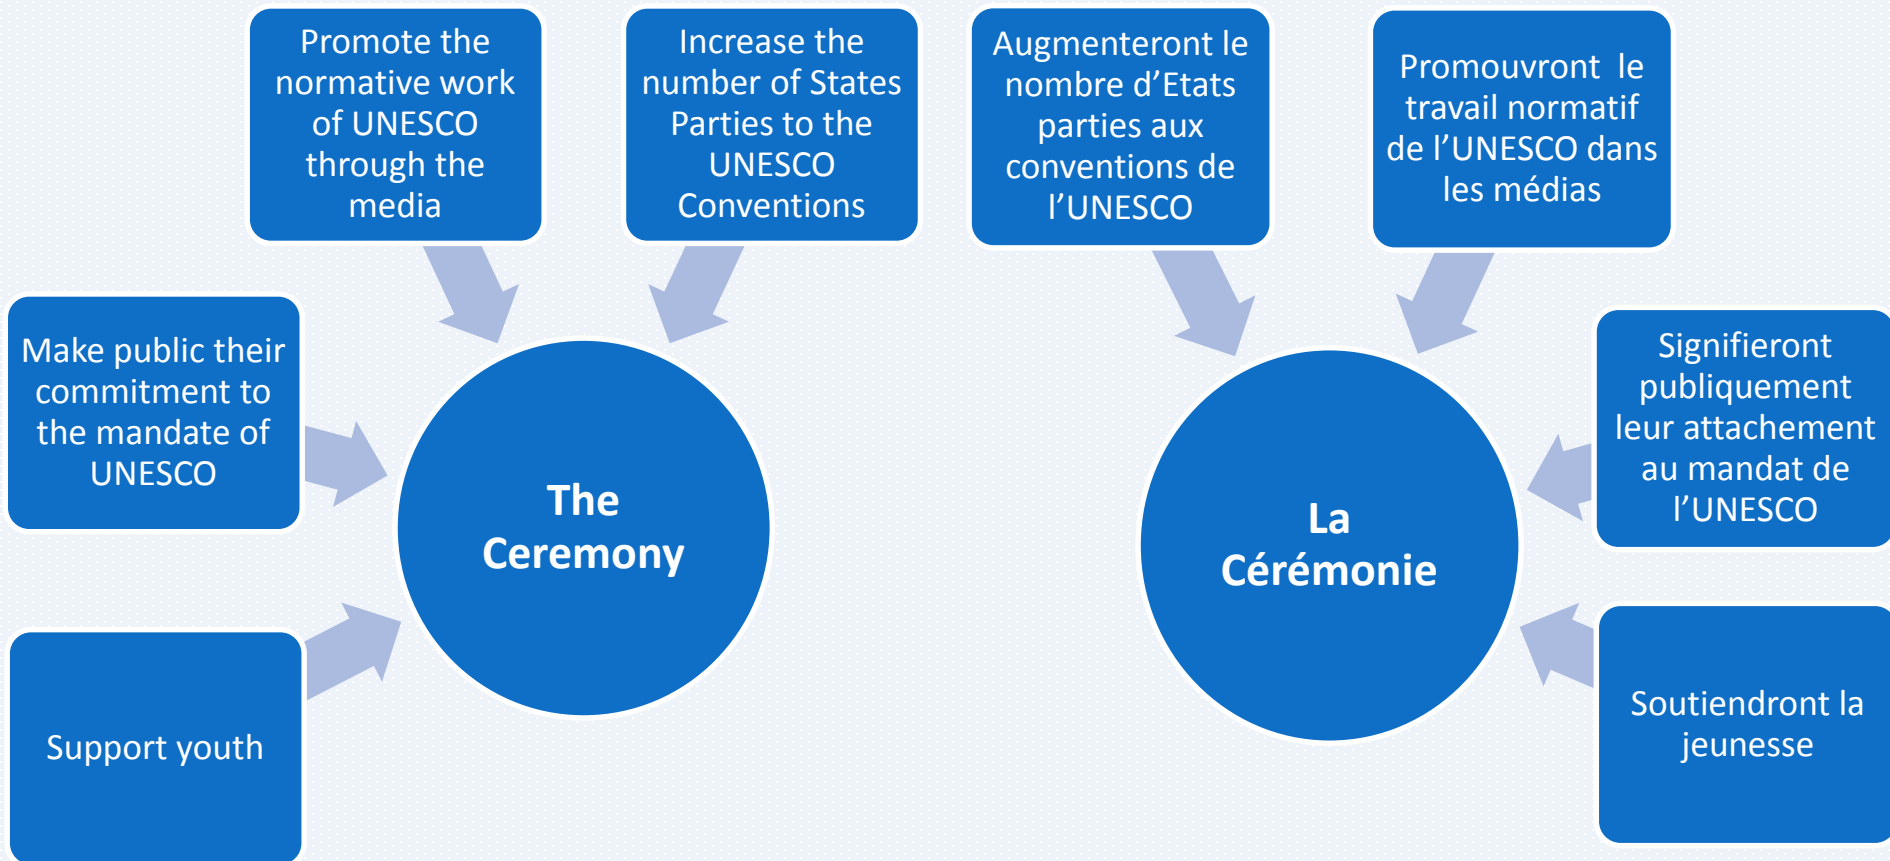 Promote the
normative work
of UNESCO
through the
media
Increase the
number of States
Parties to the
UNESCO
Conventions
Augmenteront le
nombre d’Etats
parties aux
conventions de
l’UNESCO
Promouvront le
travail normatif
de l’UNESCO dans
les médias
Make public their
commitment to
the mandate of
UNESCO
Signifieront
publiquement
leur attachement
au mandat de
l’UNESCO
The
Ceremony
La
Cérémonie
Support youth
Soutiendront la
jeunesse